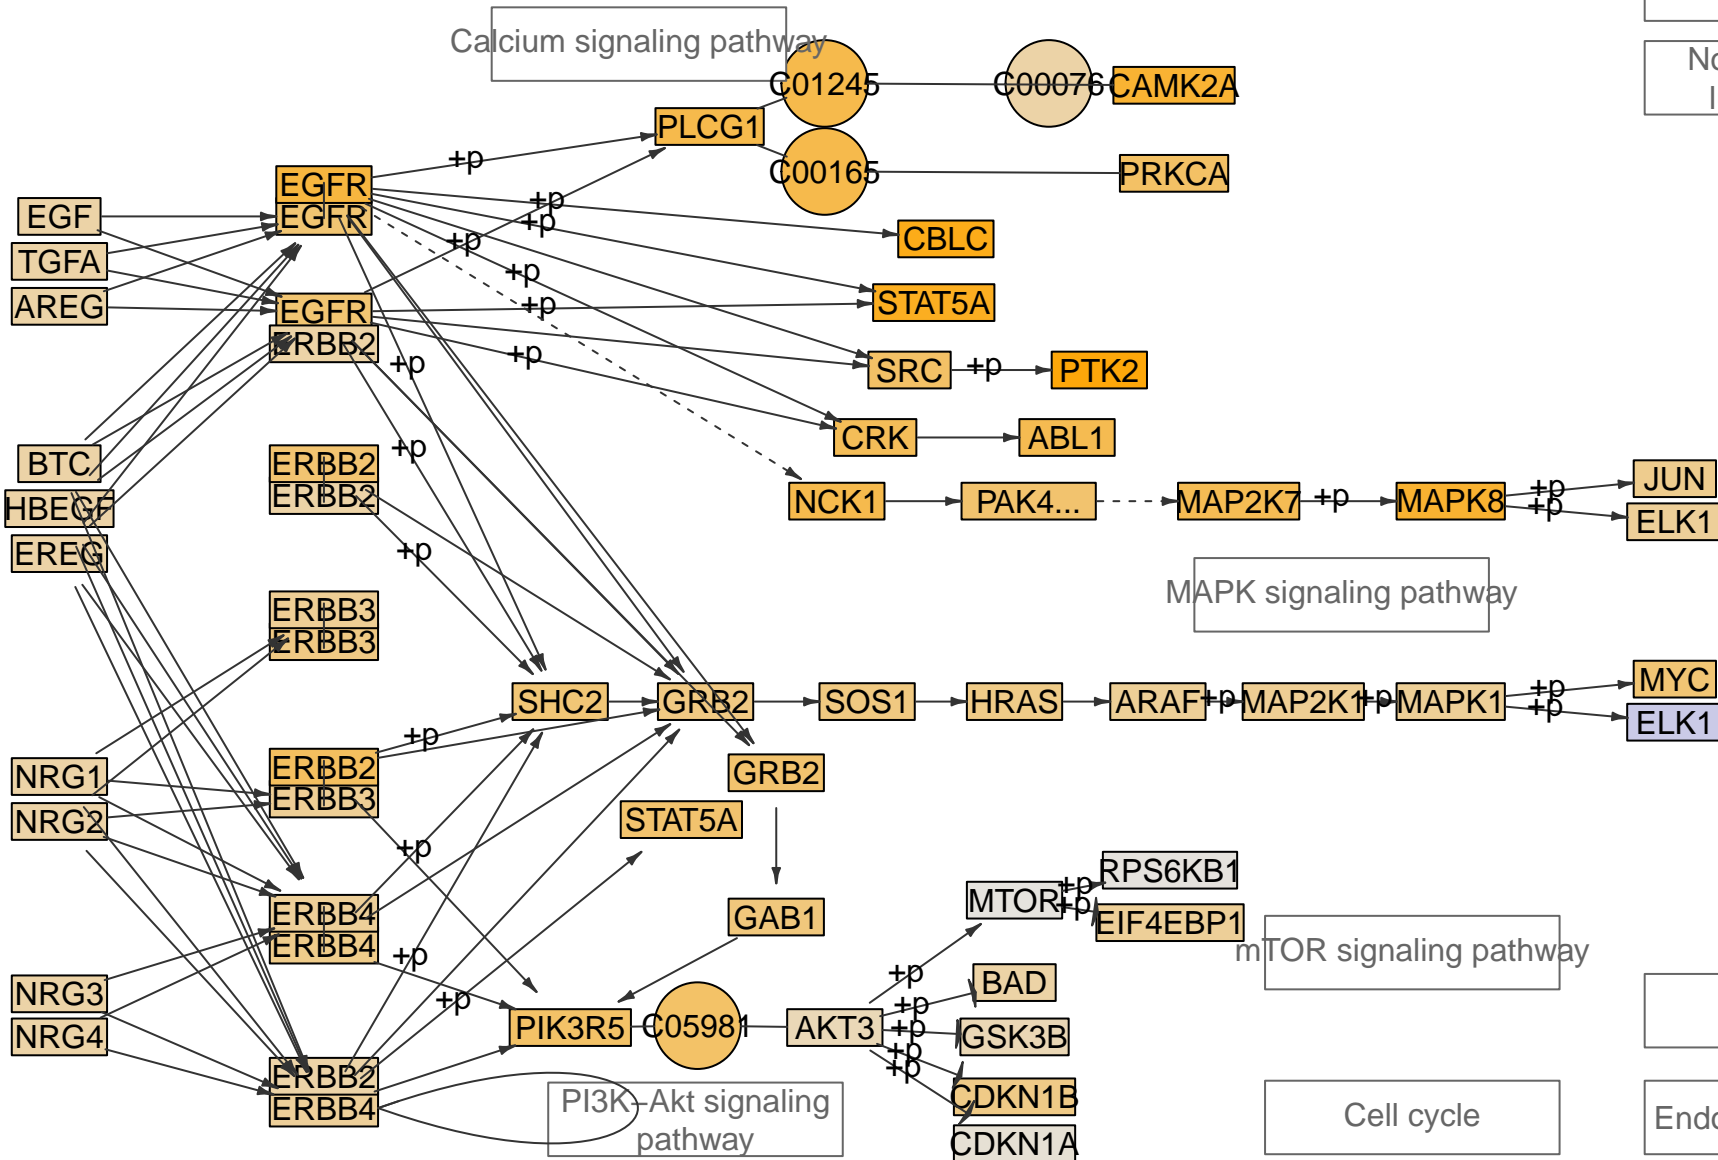 Calcium signaling pathway
No
I
C01245
C00076
CAMK2A
PLCG1
C00165
PRKCA
+p
EGFR
EGFR
EGF
TGFA
AREG
+p
+p
+p
CBLC
+p
STAT5A
EGFR
ERBB2
+p
+p
+p
SRC
+p
PTK2
CRK
ABL1
BTC
HBEGF
EREG
ERBB2
ERBB2
+p
+p
NCK1
PAK4...
MAP2K7
+p
MAPK8
+p
+p
JUN
ELK1
MAPK signaling pathway
ERBB3
ERBB3
SHC2
GRB2
SOS1
HRAS
ARAF
+p
MAP2K1
+p
MAPK1
+p
+p
MYC
ELK1
+p
NRG1
NRG2
ERBB2
ERBB3
GRB2
STAT5A
+p
ERBB4
ERBB4
GAB1
MTOR
+p
+p
RPS6KB1
EIF4EBP1
mTOR signaling pathway
+p
+p
NRG3
NRG4
PIK3R5
C05981
AKT3
+p
+p
+p
+p
+p
BAD
GSK3B
CDKN1B
CDKN1A
ERBB2
ERBB4
PI3K−Akt signaling
pathway
Cell cycle
Endo